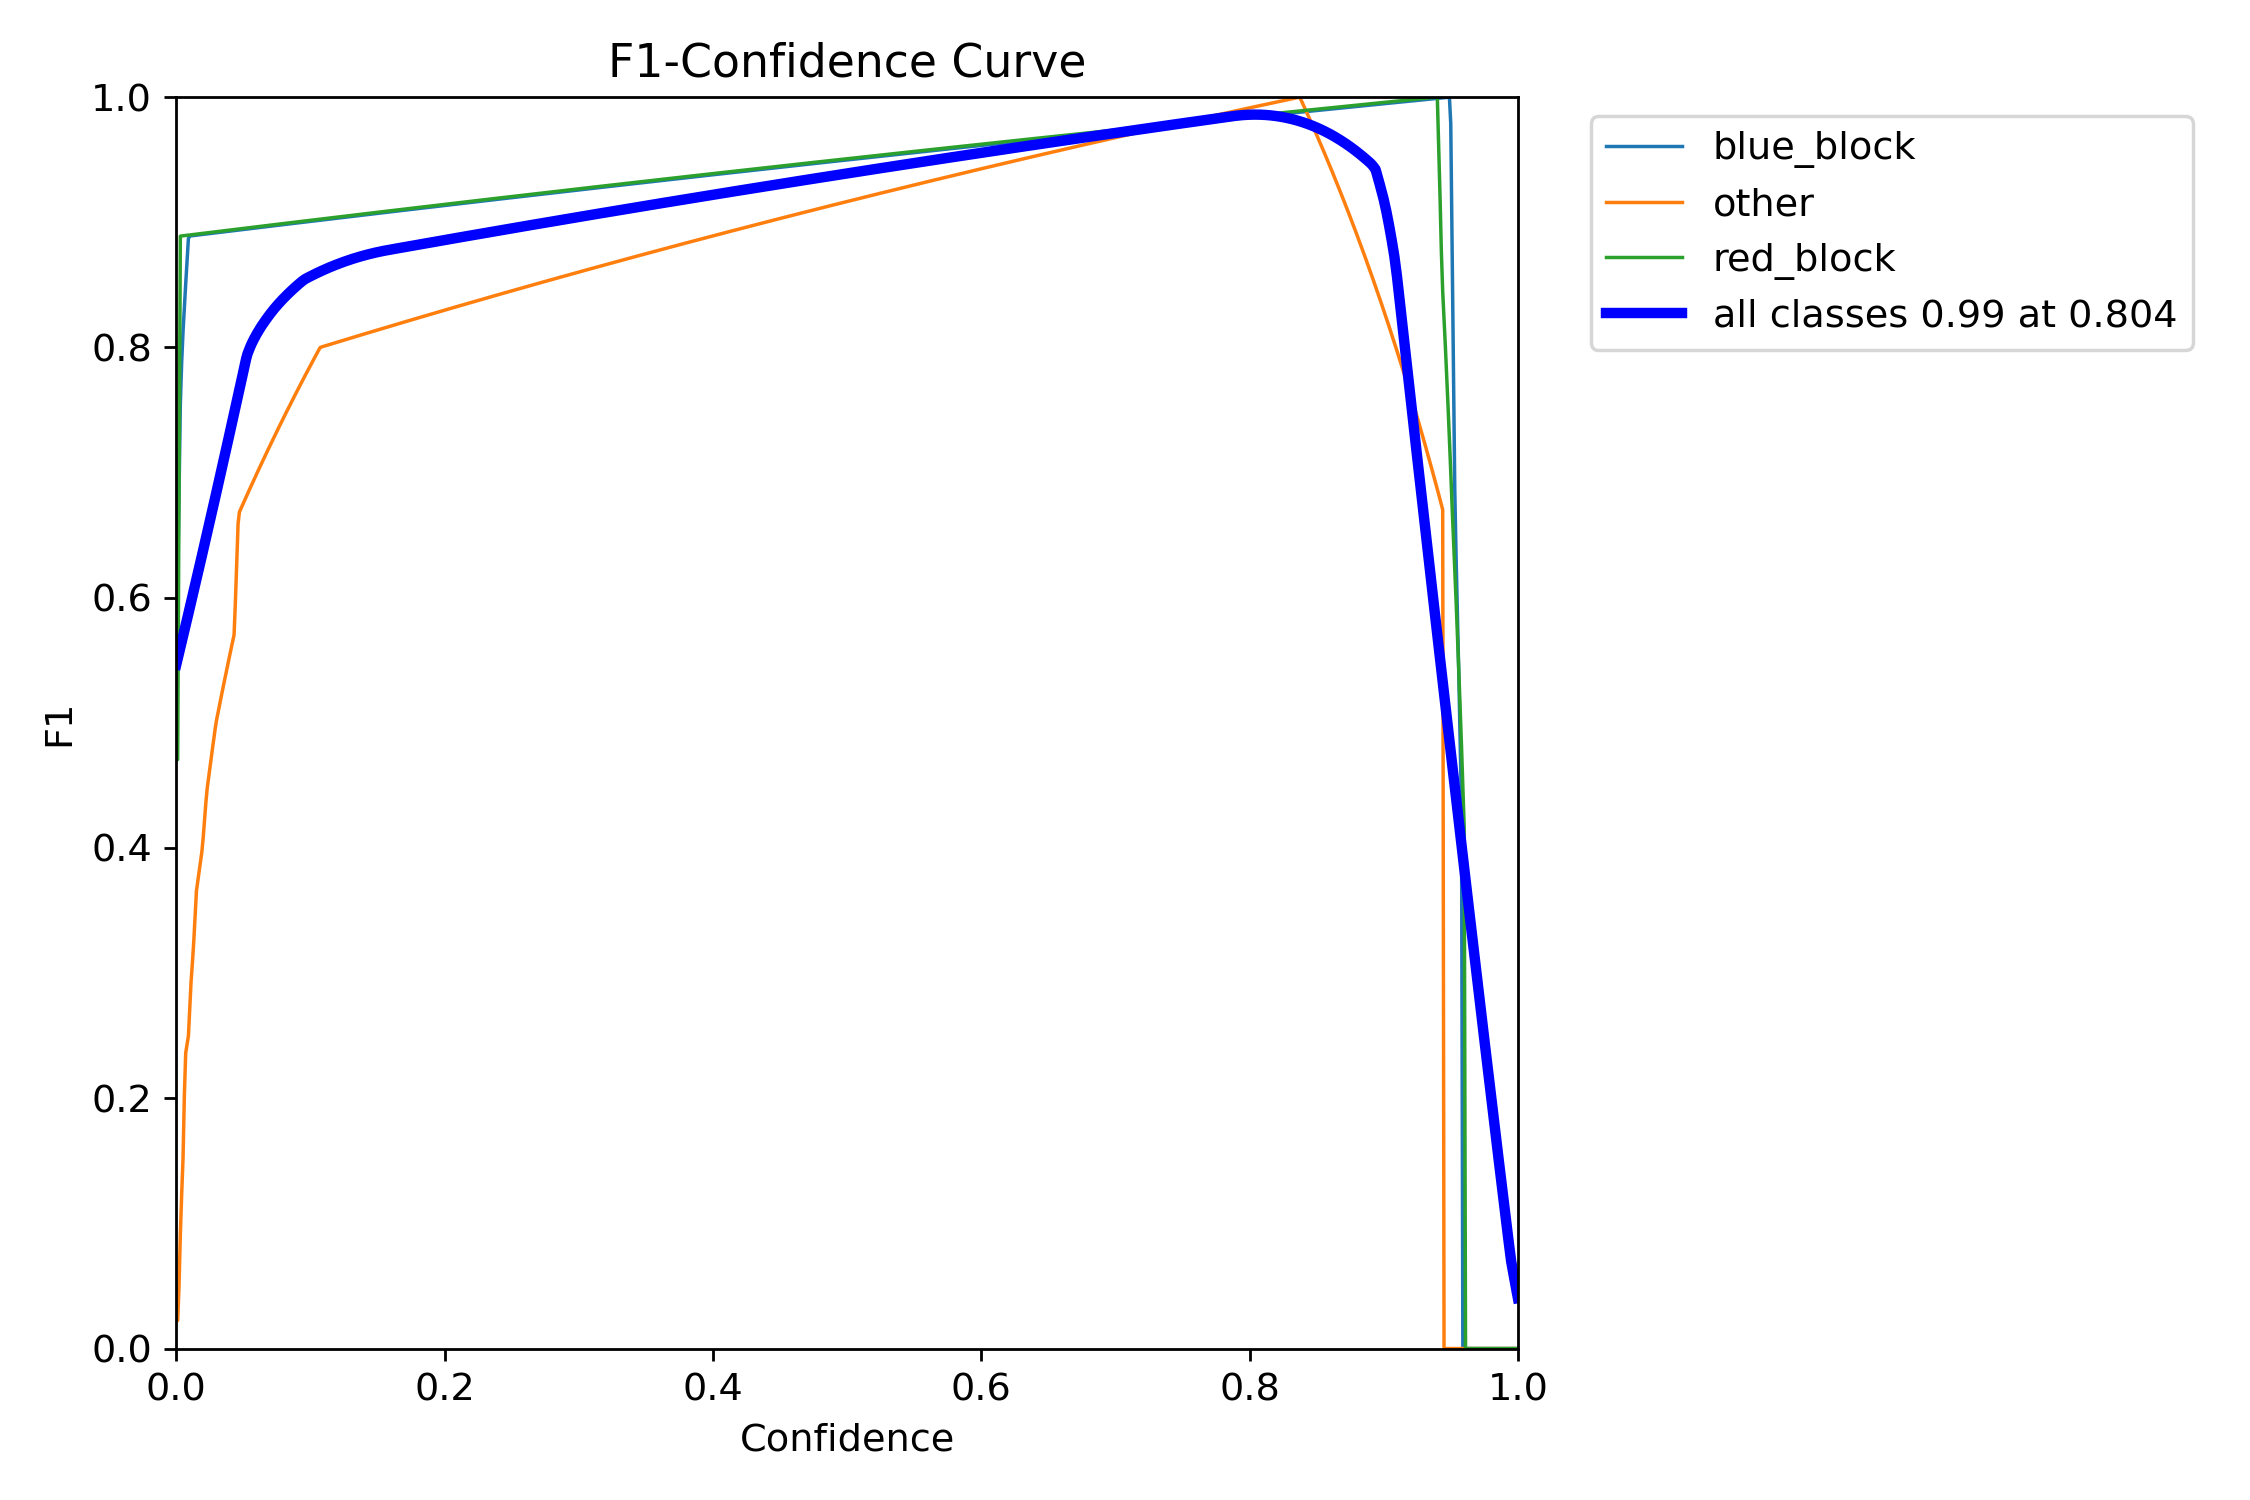 F1-Confidence Curve
1.0
0.8
0.6
0.4
0.2
0.0
F1
0.0 0.2 0.4 0.6 0.8 1.0
Confidence
blue_block
other
red_block
all classes 0.99 at 0.804